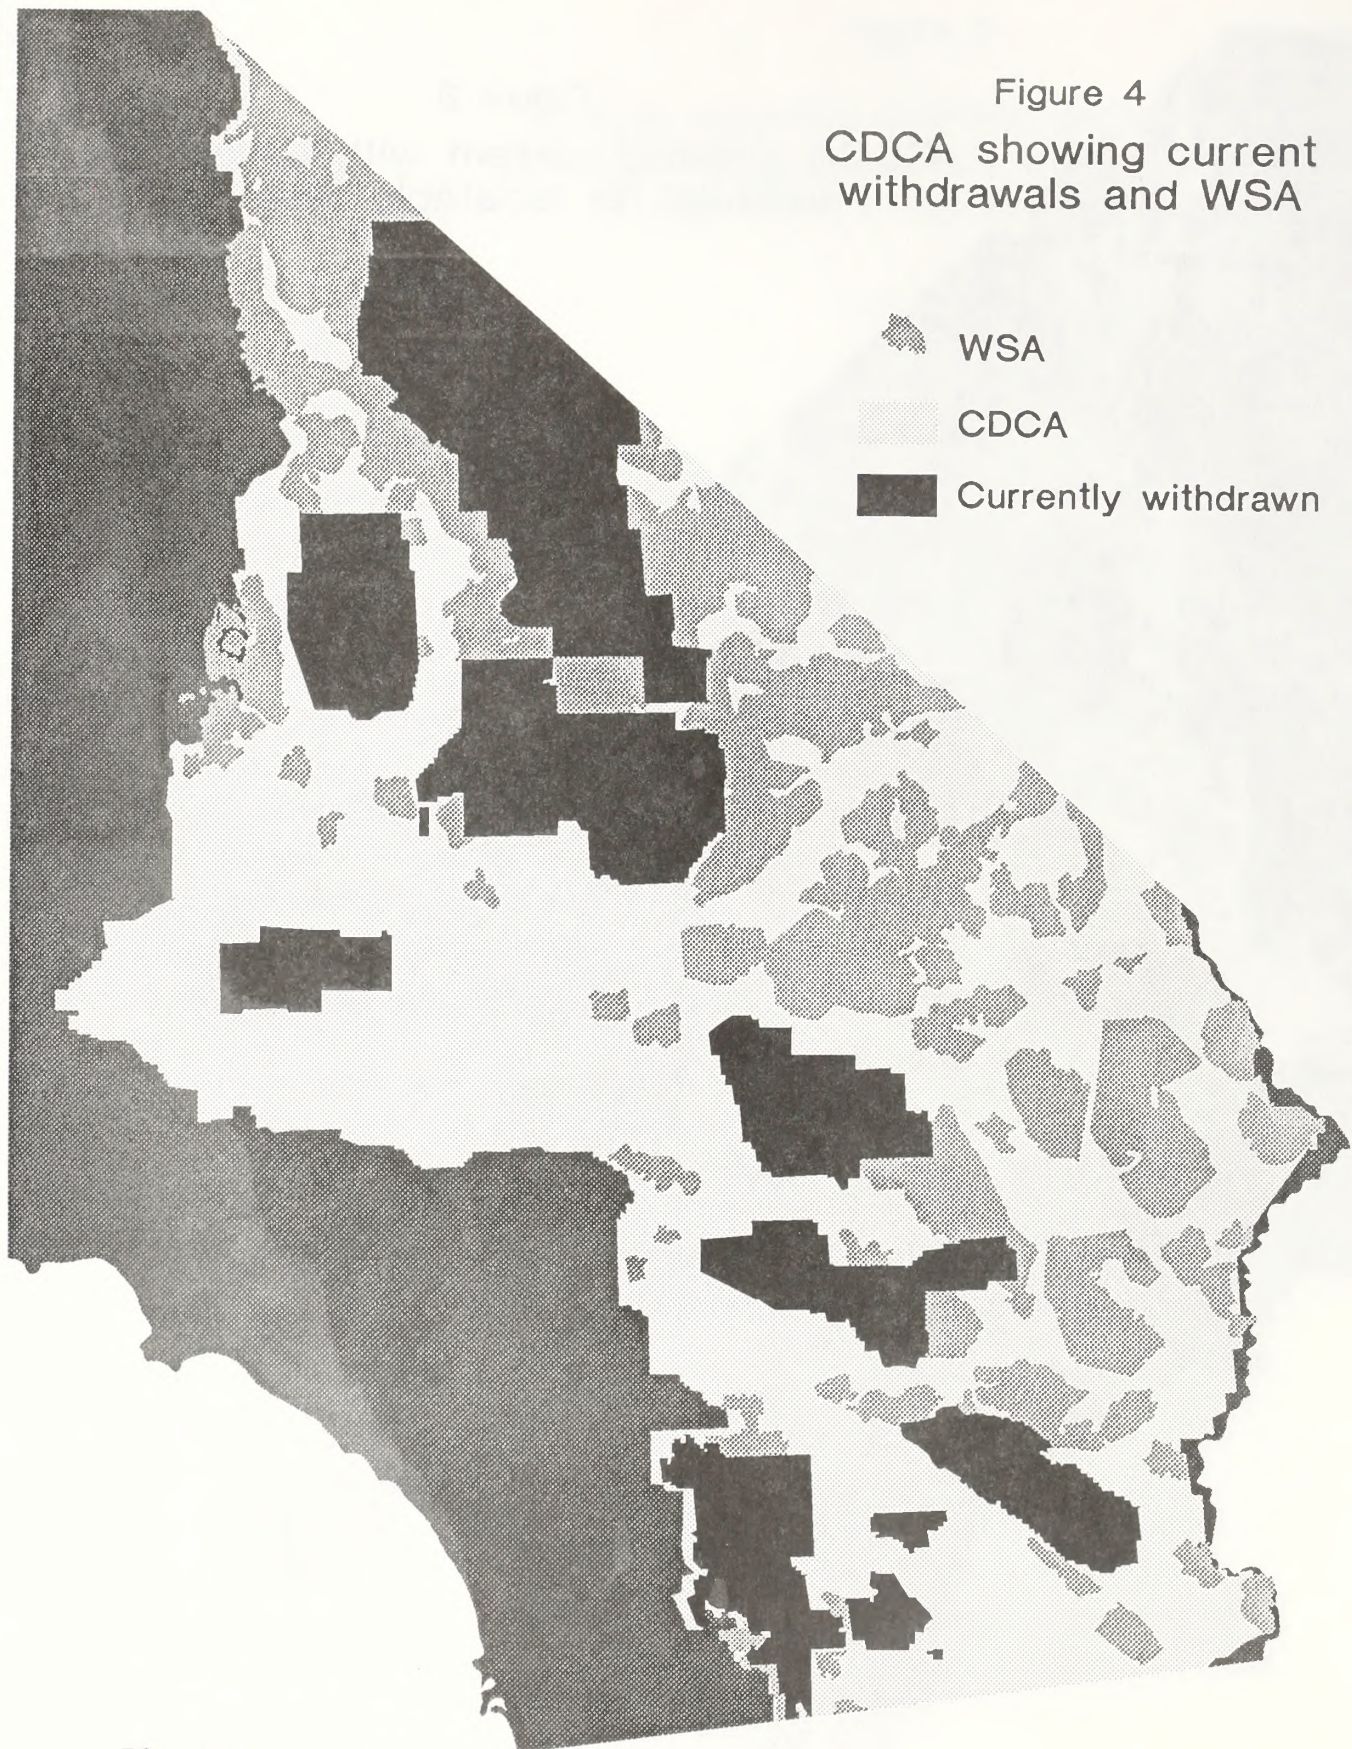 Figure 4
CDCA showing current
withdrawals and WSA
WSA
CDCA
Currently withdrawn